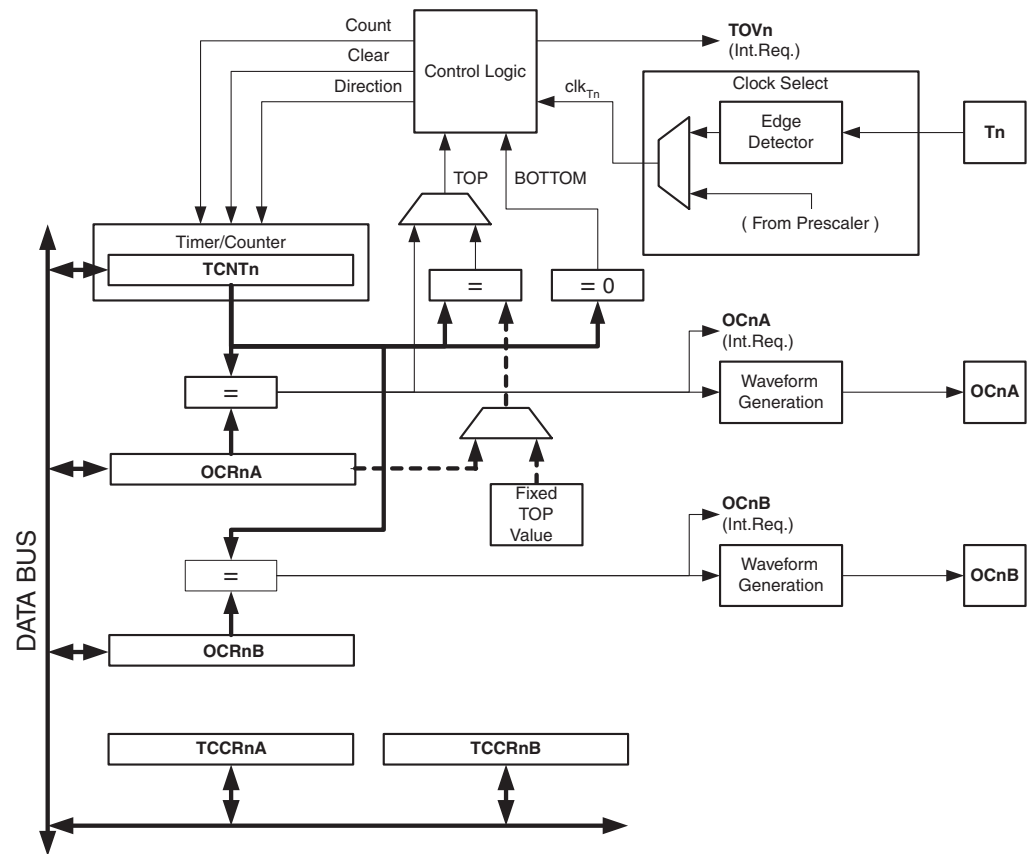 Count
Clear
Direction
Control Logic
TOVn
(Int.Req.)
clkTn
Clock Select
Edge
Detector
( From Prescaler )
Tn
TOP
BOTTOM
Timer/Counter
TCNTn
=
= 0
=
OCnA
(Int.Req.)
Waveform
Generation
OCnA
OCRnA
Fixed
TOP
Value
OCnB
(Int.Req.)
=
Waveform
Generation
OCnB
OCRnB
DATA BUS
TCCRnA
TCCRnB